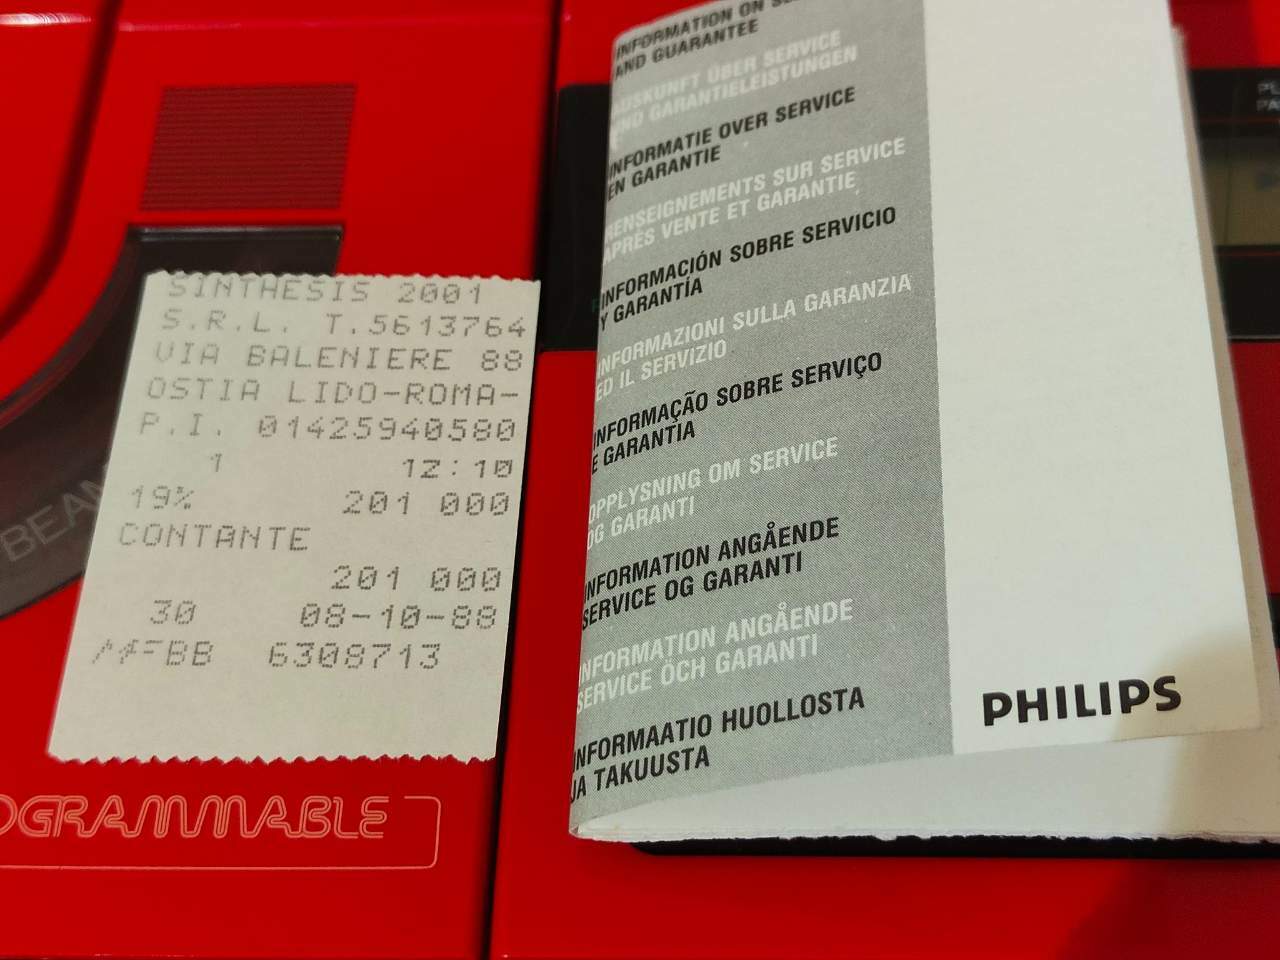 SINTHESIS 2001
S.R.L. T.5613764
VIA BALENIERE 88
OSTIA LIDO-ROMA-
P.I. 01425940580
1 12:10
19% 201 000
CONTANTE
201 000
30 08-10-88
BB 6308713
OGRAMMABLE
BEAM
INFORMATION ON
AND GUARANTEE
AUSKUNFT ÜBER SERVICE
UND GARANTIELEISTUNGEN
INFORMATIE OVER SERVICE
EN GARANTIE
RENSEIGNEMENTS SUR SERVICE
APRÈS VENTE ET GARANTIE,
INFORMACIÓN SOBRE SERVICIO
Y GARANTÍA
INFORMAZIONI SULLA GARANZIA
ED IL SERVIZIO
INFORMAÇÃO SOBRE SERVIÇO
E GARANTIA
OPPLYSNING OM SERVICE
OG GARANTI
INFORMATION ANGÅENDE
SERVICE OG GARANTI
INFORMATION ANGÅENDE
SERVICE ÖCH GARANTI
INFORMAATIO HUOLLOSTA
JA TAKUUSTA
PHILIPS